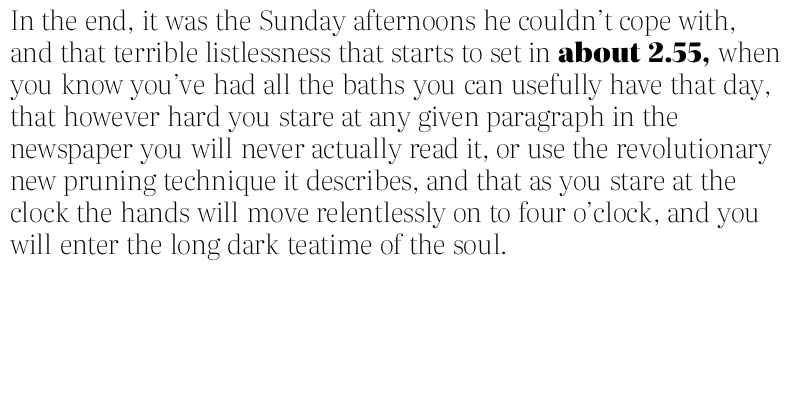 In the end, it was the Sunday afternoons he couldn’t cope with,
and that terrible listlessness that starts to set in about 2.55, when
you know you’ve had all the baths you can usefully have that day,
that however hard you stare at any given paragraph in the
newspaper you will never actually read it, or use the revolutionary
new pruning technique it describes, and that as you stare at the
clock the hands will move relentlessly on to four o’clock, and you
will enter the long dark teatime of the soul.